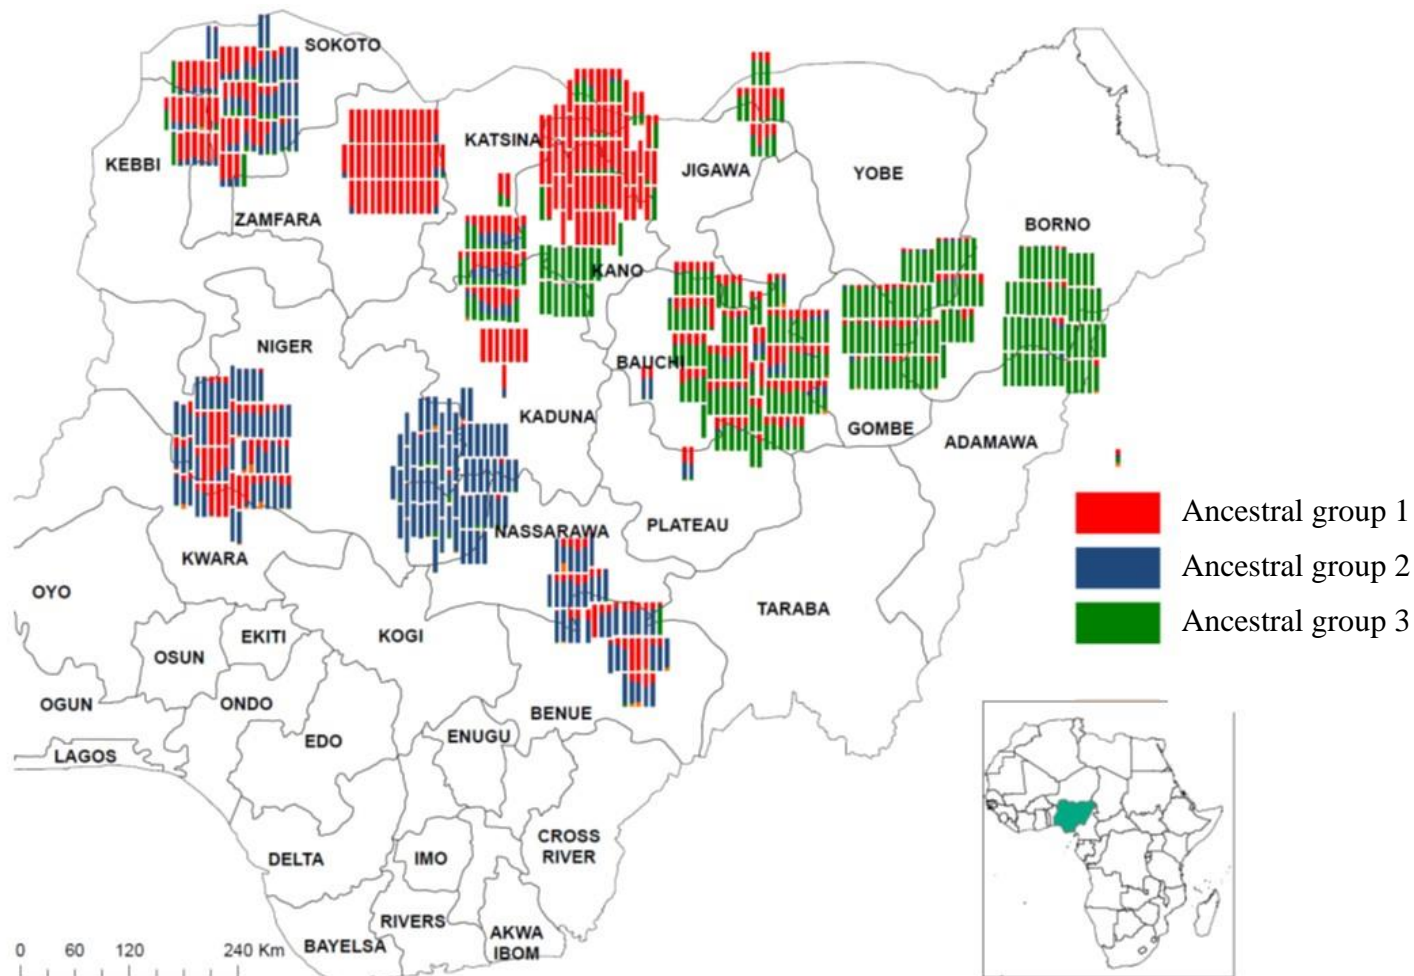 SOKOTO
KEBBI
KATSINA
JIGAWA
YOBE
ZAMFARA
BORNO
KANO
NIGER
BAUCHI
KADUNA
GOMBE
ADAMAWA
Ancestral group 1
PLATEAU
NASSARAWA
KWARA
Ancestral group 2
OYO
TARABA
Ancestral group 3
EKITI
KOGI
OSUN
OGUN
ONDO
BENUE
ENUGU
EDO
LAGOS
CROSS
RIVER
DELTA
IMO
RIVERS
AKWA
IBOM
BAYELSA
0 60 120 240 Km